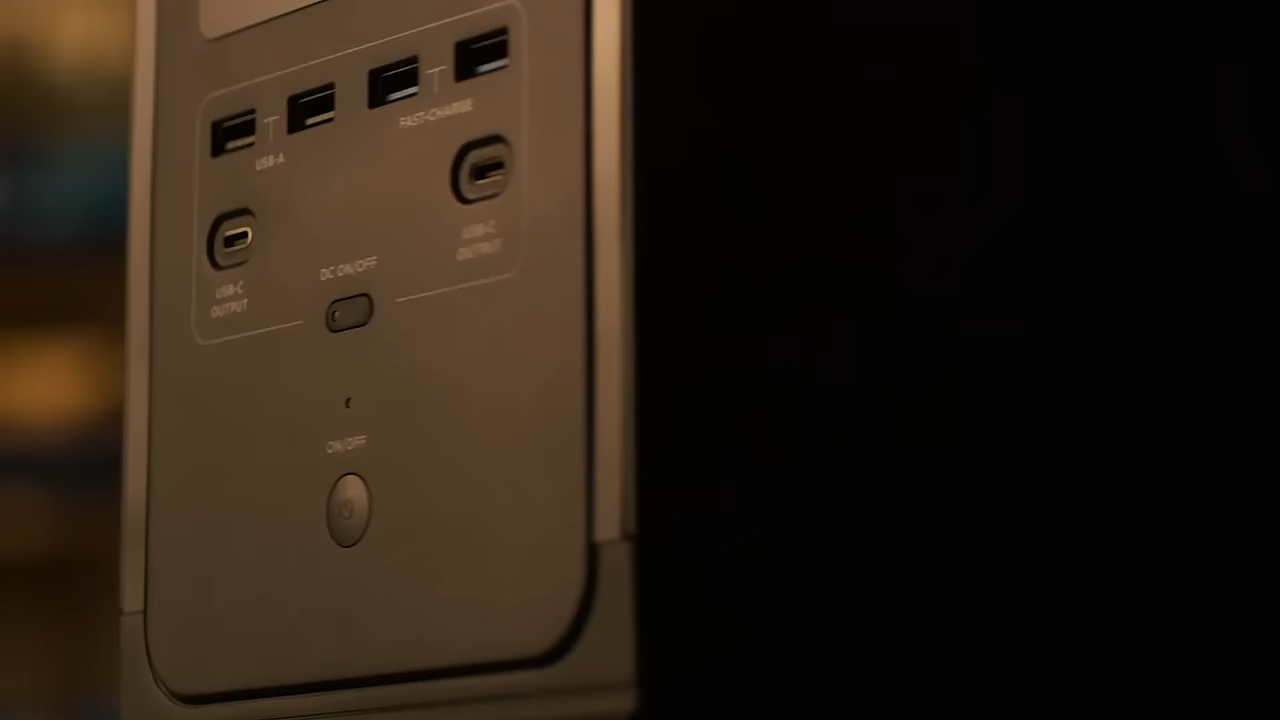 USB-A
FAST-CHARGE
USB-C
OUTPUT
USB-C
OUTPUT
DC ON/OFF
ON/OFF